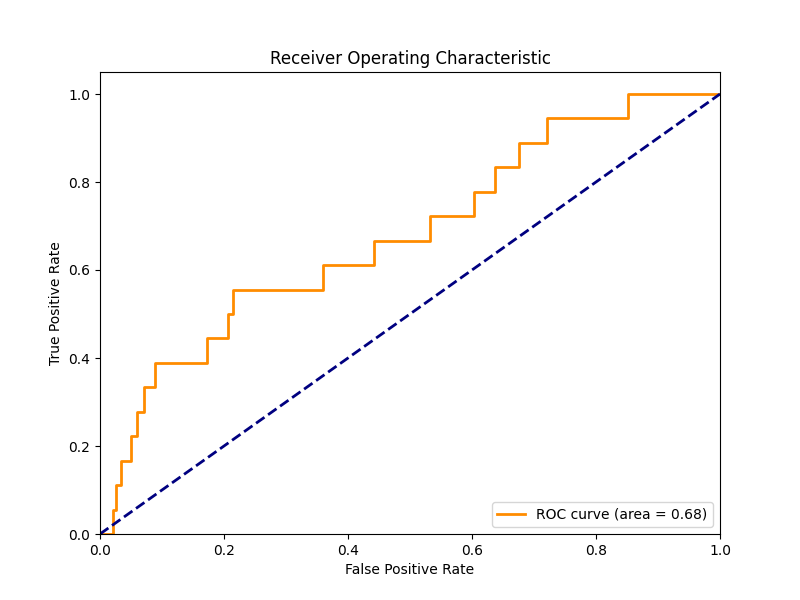 Receiver Operating Characteristic
1.0
0.8
0.6
0.4
0.2
0.0
True Positive Rate
ROC curve (area = 0.68)
0.0 0.2 0.4 0.6 0.8 1.0
False Positive Rate